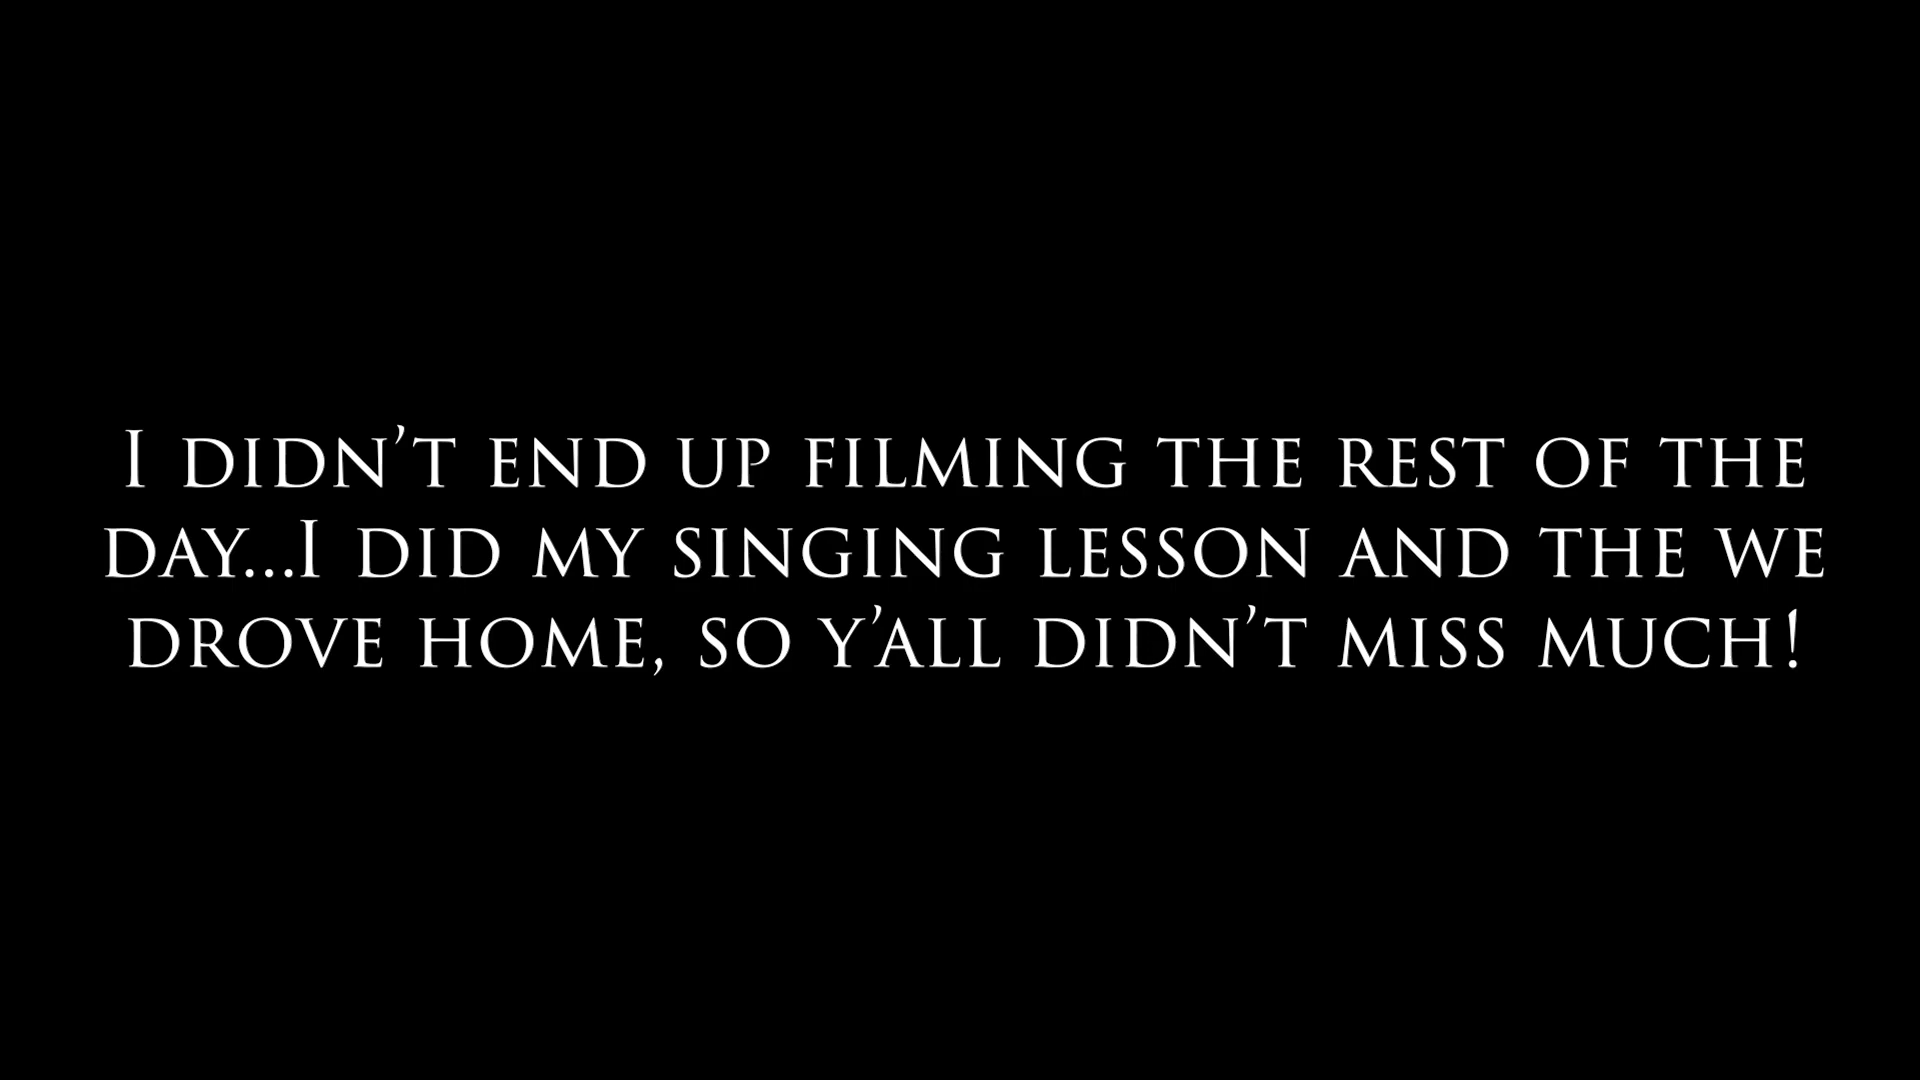 I didn’t end up filming the rest of the
day...I did my singing lesson and the we
drove home, so y’all didn’t miss much!